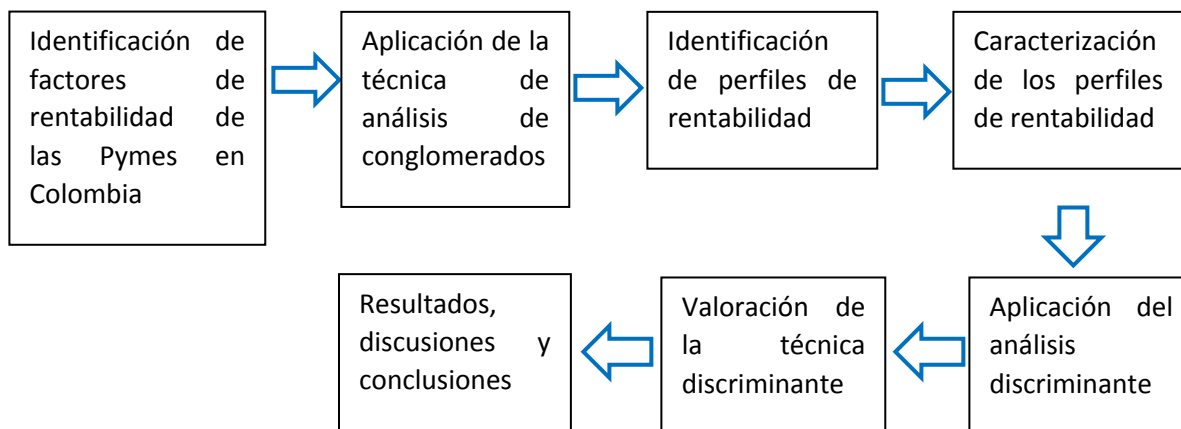 Identificación de
factores de
rentabilidad de
las Pymes en
Colombia
Aplicación de la
técnica de
análisis de
conglomerados
Identificación
de perfiles de
rentabilidad
Caracterización
de los perfiles
de rentabilidad
Aplicación del
análisis
discriminante
Valoración de
la técnica
discriminante
Resultados,
discusiones y
conclusiones